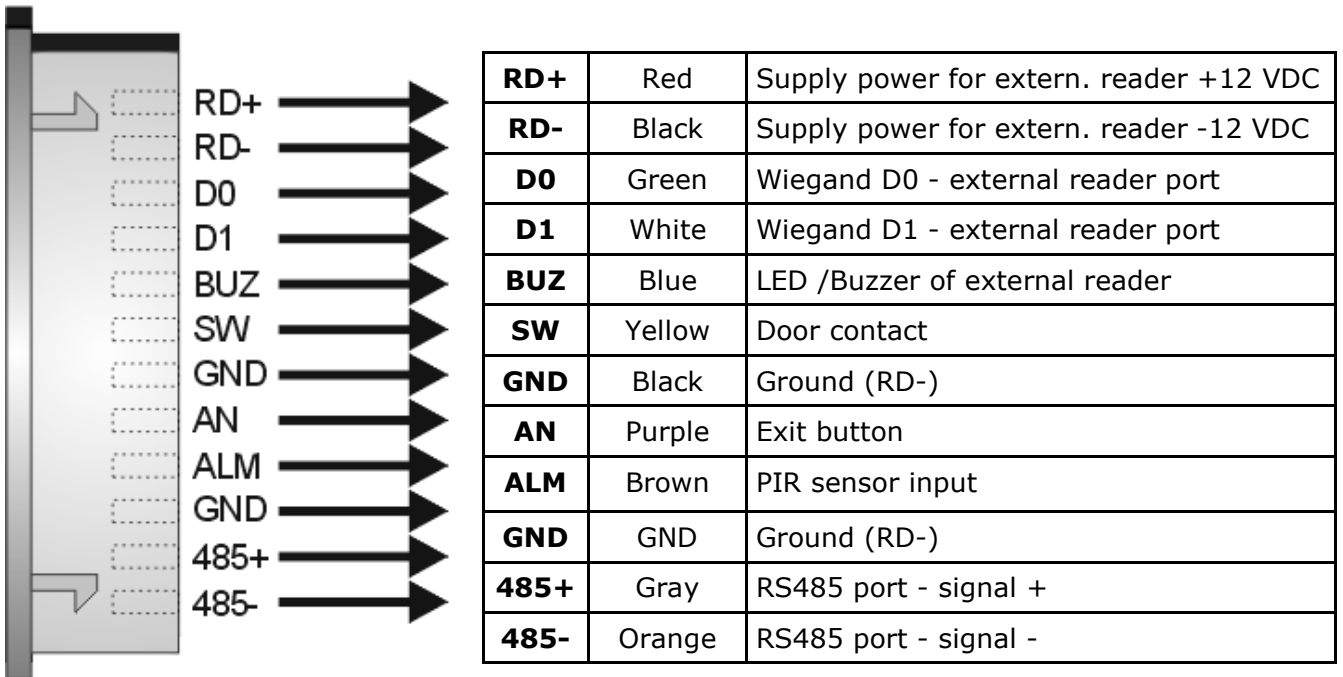 RD+
RD-
D0
D1
BUZ
SW
GND
AN
ALM
GND
485+
485-
RD+ Red Supply power for extern. reader +12 VDC
RD- Black Supply power for extern. reader -12 VDC
D0 Green Wiegand D0 - external reader port
D1 White Wiegand D1 - external reader port
BUZ Blue LED /Buzzer of external reader
SW Yellow Door contact
GND Black Ground (RD-)
AN Purple Exit button
ALM Brown PIR sensor input
GND GND Ground (RD-)
485+ Gray RS485 port - signal +
485- Orange RS485 port - signal -